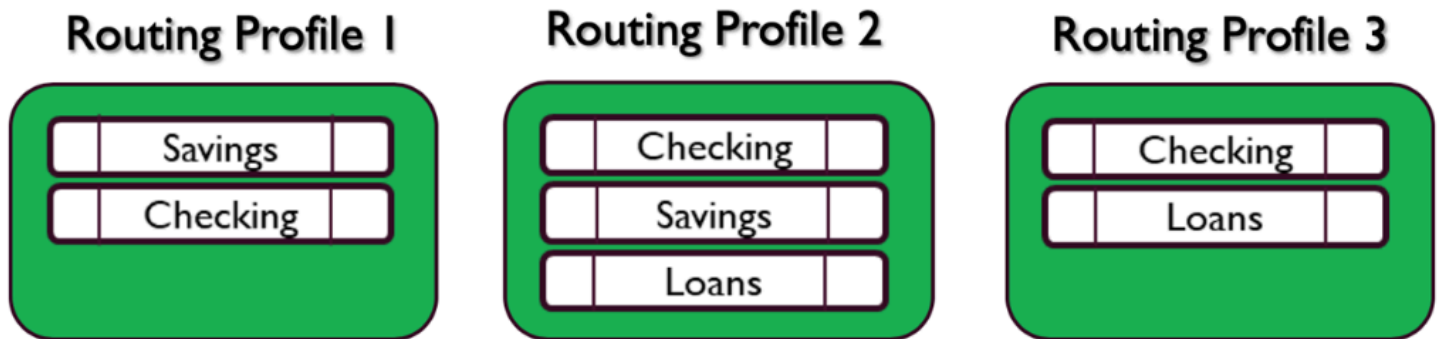 Routing Profile 1
Savings
Checking
Routing Profile 2
Checking
Savings
Loans
Routing Profile 3
Checking
Loans